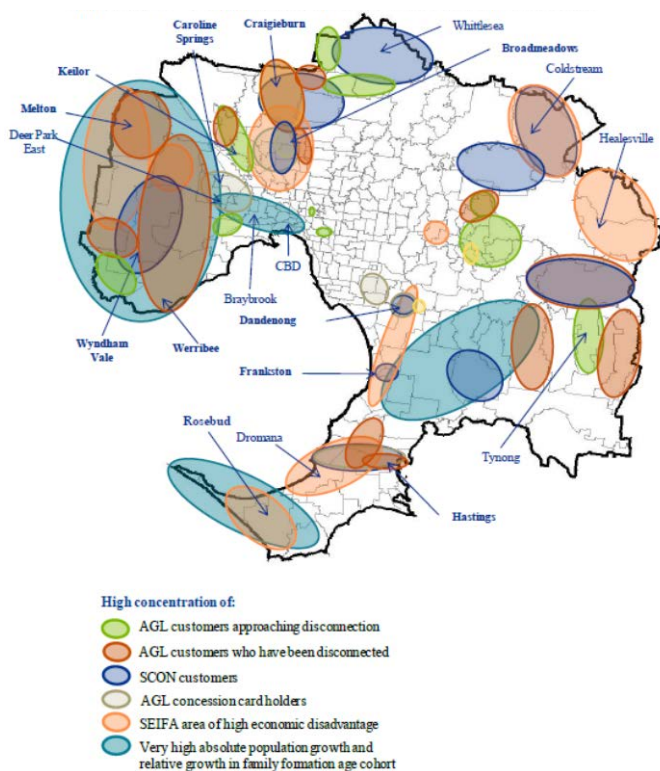 Caroline
Springs
Craigieburn
Whittlesea
Broadmeadows
Keilor
Coldstream
Melton
Deer Park
East
Healesville
CBD
Braybrook
Dandenong
Wyndham
Vale
Werribee
Frankston
Rosebud
Dromana
Tynong
Hastings
High concentration of:
AGL customers approaching disconnection
AGL customers who have been disconnected
SCON customers
AGL concession card holders
SEIFA area of high economic disadvantage
Very high absolute population growth and
relative growth in family formation age cohort